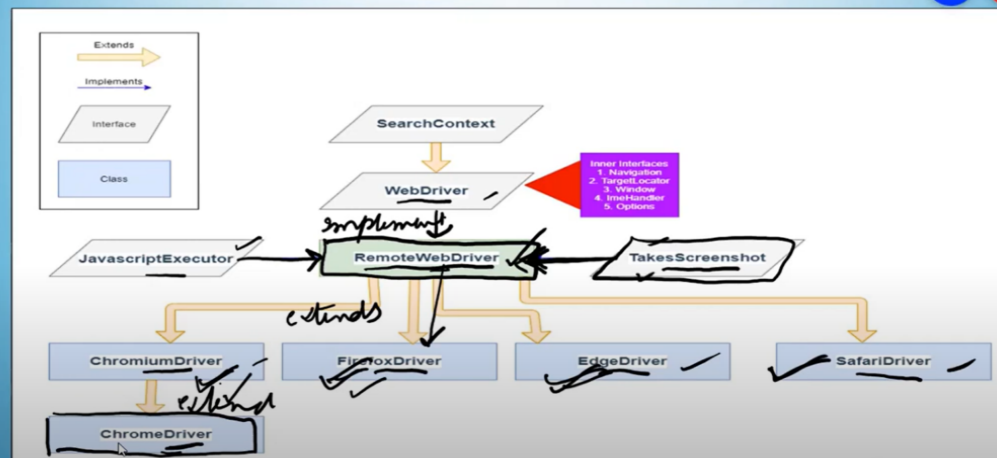 Extends
Implements
Interface
Class
SearchContext
WebDriver
Inner Interfaces
1. Navigation
2. TargetLocator
3. Window
4. ImeHandler
5. Options
implement
JavascriptExecutor
RemoteWebDriver
TakesScreenshot
extends
ChromiumDriver
FirefoxDriver
EdgeDriver
SafariDriver
extend
ChromeDriver